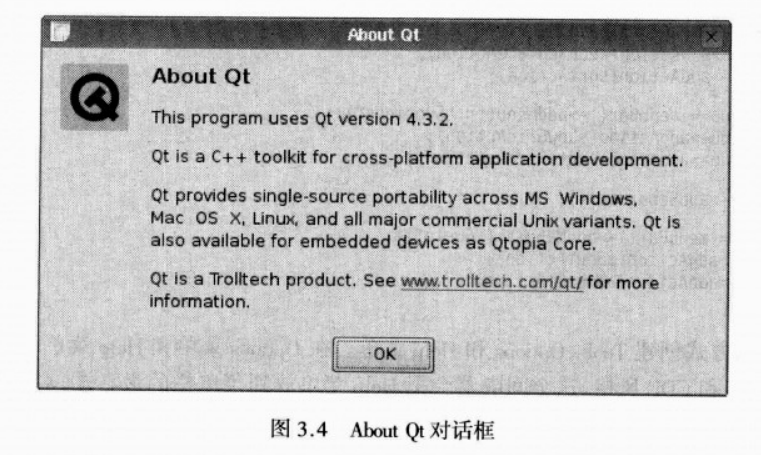 About Qt
About Qt
This program uses Qt version 4.3.2.
Qt is a C++ toolkit for cross-platform application development.
Qt provides single-source portability across MS Windows,
Mac OS X, Linux, and all major commercial Unix variants. Qt is
also available for embedded devices as Qtopia Core.
Qt is a Trolltech product. See www.trolltech.com/qt/ for more
information.
OK
图 3.4 About Qt 对话框